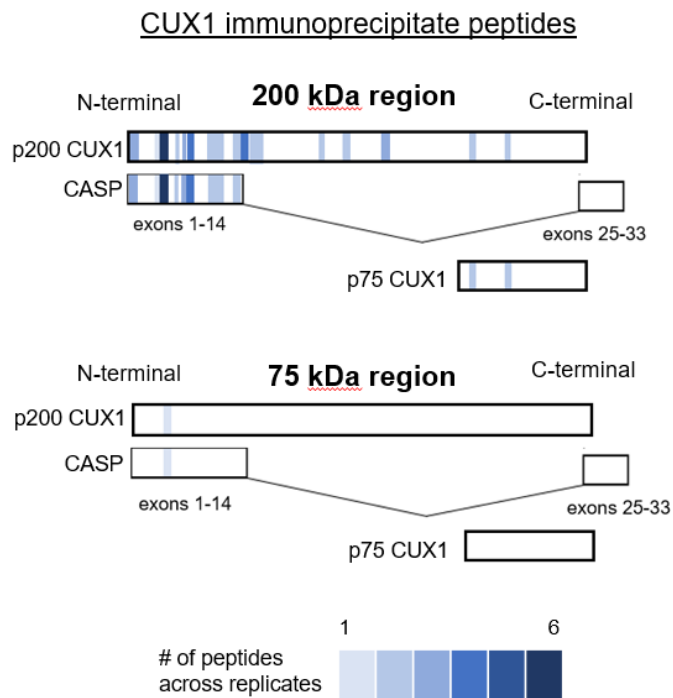 CUX1 immunoprecipitate peptides
N-terminal 200 kDa region C-terminal
p200 CUX1
CASP
exons 1-14 exons 25-33
p75 CUX1
N-terminal 75 kDa region C-terminal
p200 CUX1
CASP
exons 1-14 exons 25-33
p75 CUX1
1 6
# of peptides
across replicates